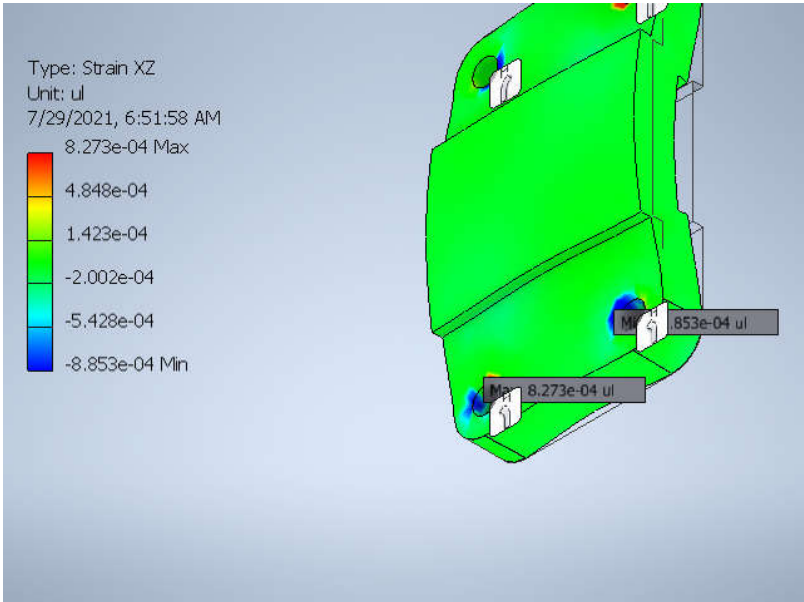 Type: Strain XZ
Unit: ul
7/29/2021, 6:51:58 AM
8.273e-04 Max
4.848e-04
1.423e-04
-2.002e-04
-5.428e-04
-8.853e-04 Min
.853e-04 ul
8.273e-04 ul